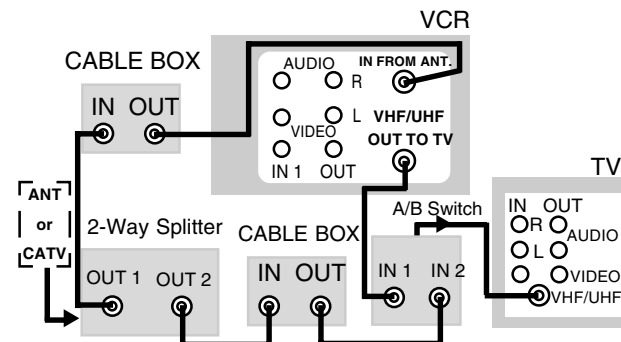 VCR
CABLE BOX
IN OUT
AUDIO
R
IN FROM ANT.
L
VHF/UHF
VIDEO
OUT TO TV
IN 1 OUT
ANT
or
CATV
2-Way Splitter
OUT 1 OUT 2
CABLE BOX
IN OUT
A/B Switch
IN 1 IN 2
TV
IN OUT
R
AUDIO
L
VIDEO
VHF/UHF